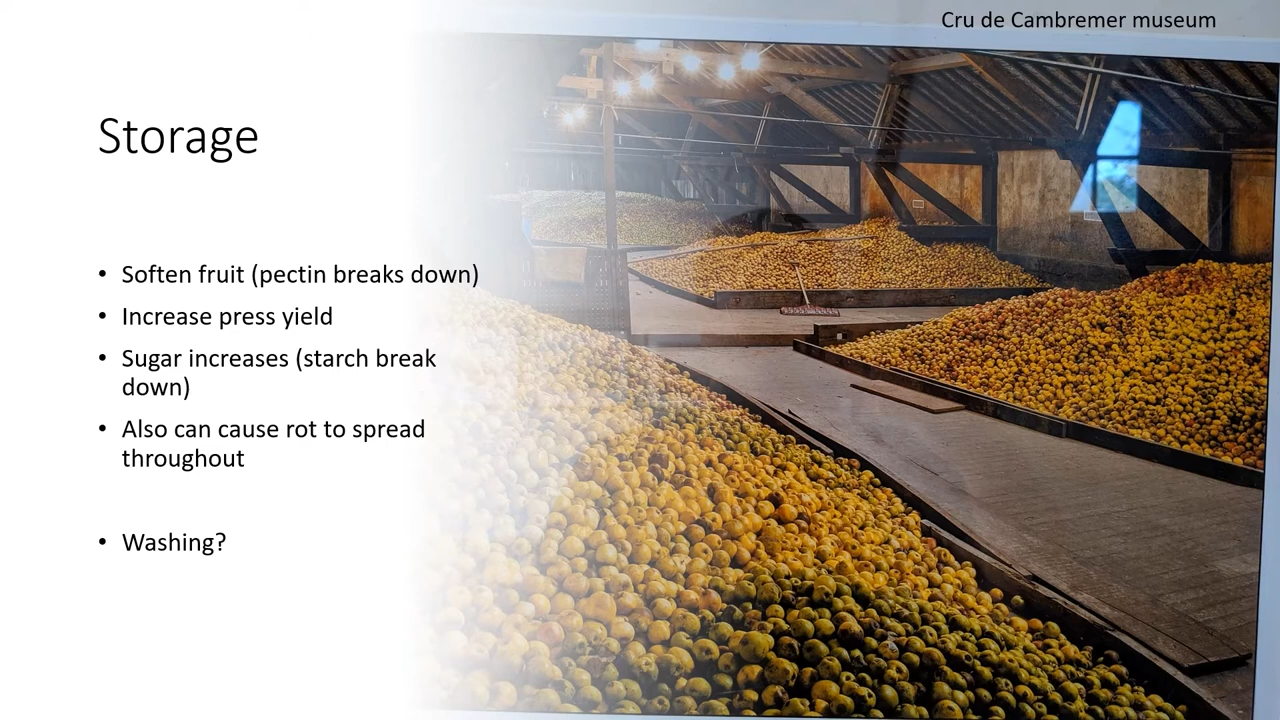 Cru de Cambremer museum
Storage
• Soften fruit (pectin breaks down)
• Increase press yield
• Sugar increases (starch break
down)
• Also can cause rot to spread
throughout
• Washing?